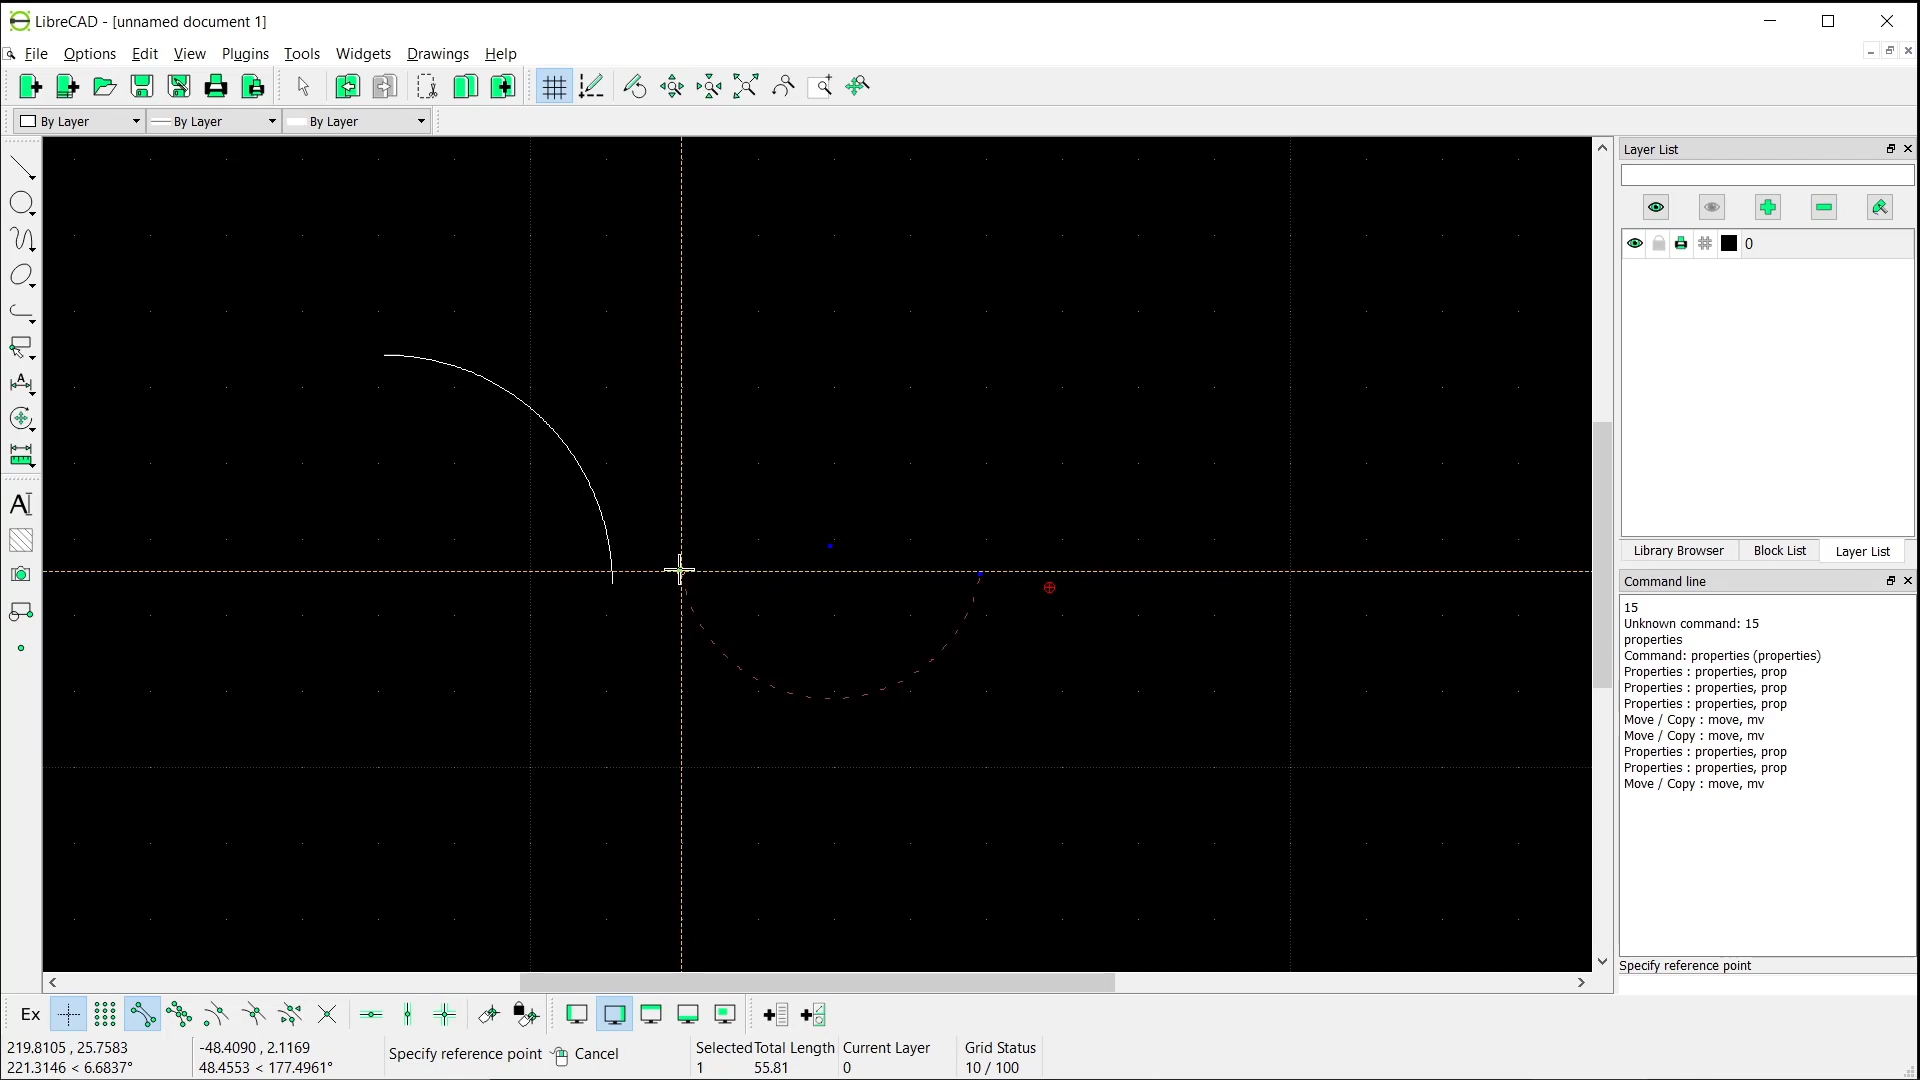 LibreCAD - [unnamed document 1]
File Options Edit View Plugins Tools Widgets Drawings Help
By Layer By Layer By Layer
Layer List
0
Library Browser Block List Layer List
Command line
15
Unknown command: 15
properties
Command: properties (properties)
Properties : properties, prop
Properties : properties, prop
Properties : properties, prop
Move / Copy : move, mv
Move / Copy : move, mv
Properties : properties, prop
Properties : properties, prop
Move / Copy : move, mv
Specify reference point
Ex
219.8105 , 25.7583 -48.4090 , 2.1169 Specify reference point Cancel Selected Total Length Current Layer Grid Status
221.3146 < 6.6837° 48.4553 < 177.4961° 1 55.81 0 10 / 100